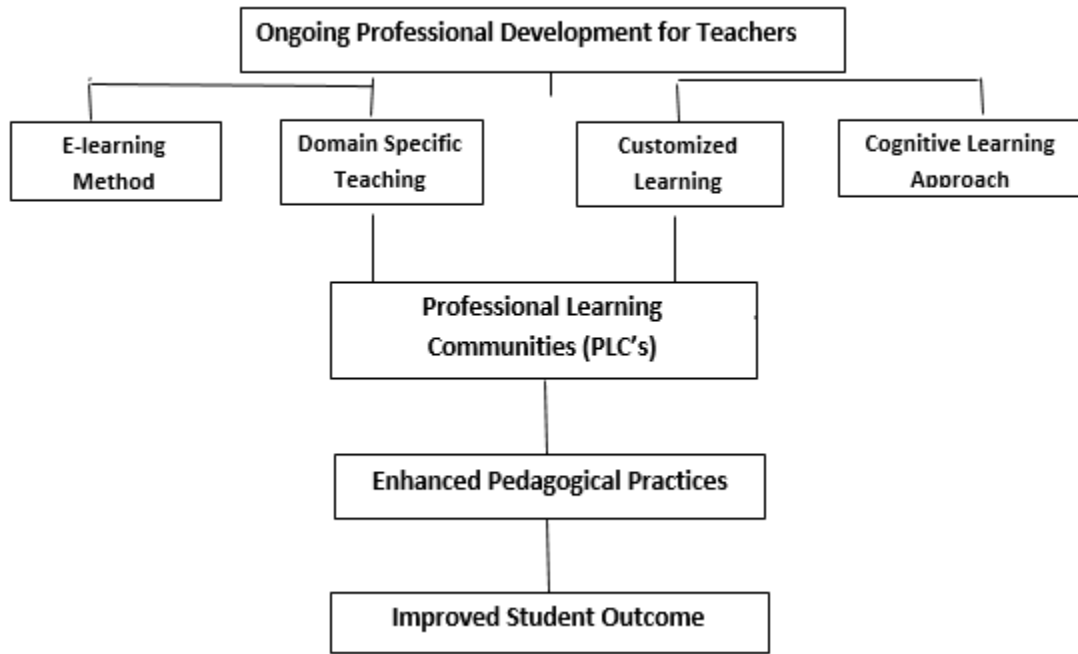 Ongoing Professional Development for Teachers
E-learning
Method
Domain Specific
Teaching
Customized
Learning
Cognitive Learning
Approach
Professional Learning
Communities (PLC’s)
Enhanced Pedagogical Practices
Improved Student Outcome